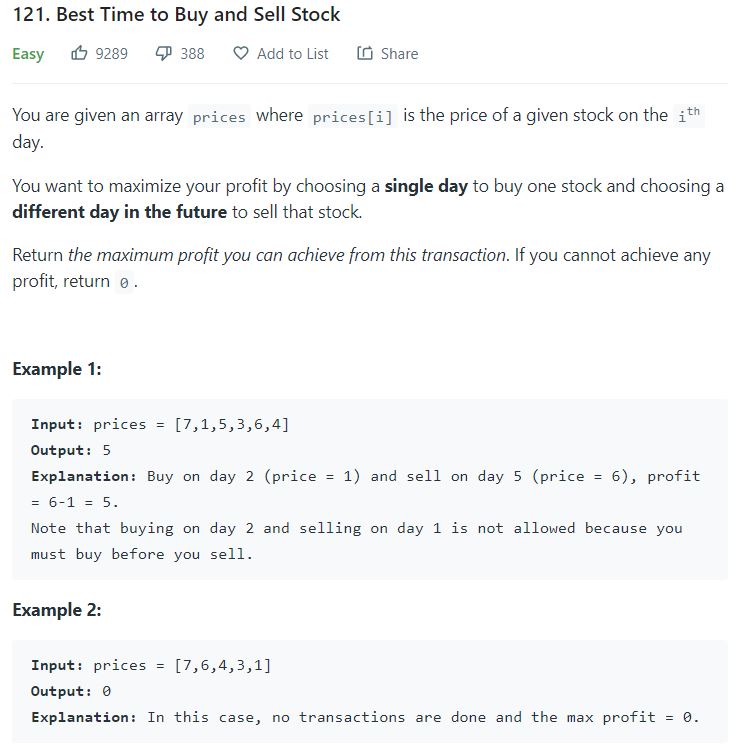 121. Best Time to Buy and Sell Stock
Easy 9289 388 Add to List Share
You are given an array prices where prices[i] is the price of a given stock on the ith
day.
You want to maximize your profit by choosing a single day to buy one stock and choosing a
different day in the future to sell that stock.
Return the maximum profit you can achieve from this transaction. If you cannot achieve any
profit, return 0.
Example 1:
Input: prices = [7,1,5,3,6,4]
Output: 5
Explanation: Buy on day 2 (price = 1) and sell on day 5 (price = 6), profit
= 6-1 = 5.
Note that buying on day 2 and selling on day 1 is not allowed because you
must buy before you sell.
Example 2:
Input: prices = [7,6,4,3,1]
Output: 0
Explanation: In this case, no transactions are done and the max profit = 0.